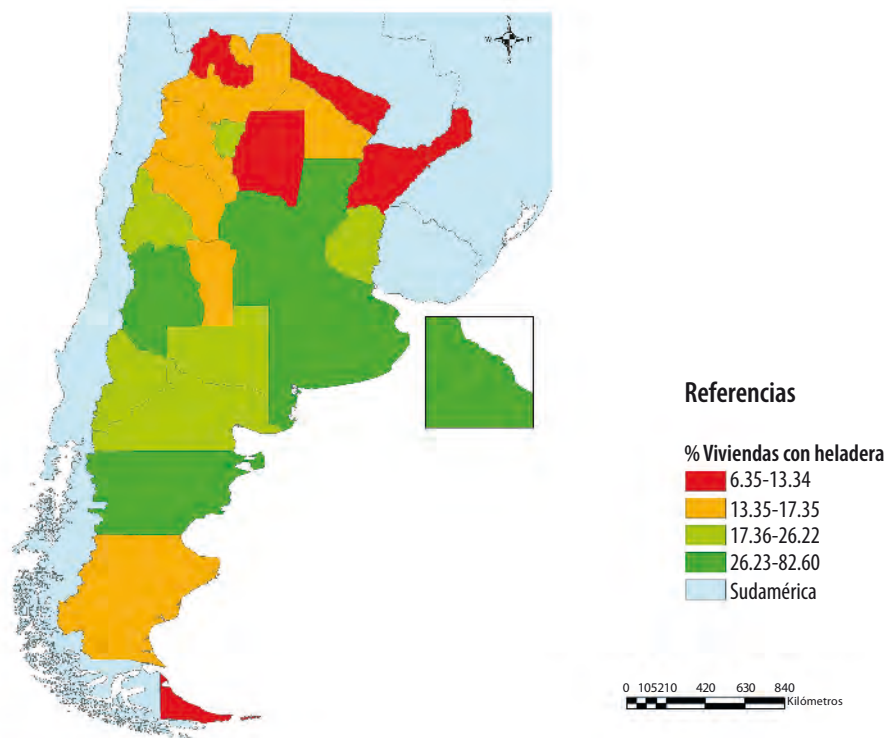 N
W
S
Referencias
% Viviendas con heladera
6.35-13.34
13.35-17.35
17.36-26.22
26.23-82.60
Sudamérica
0 105210 420 630 840
Kilómetros